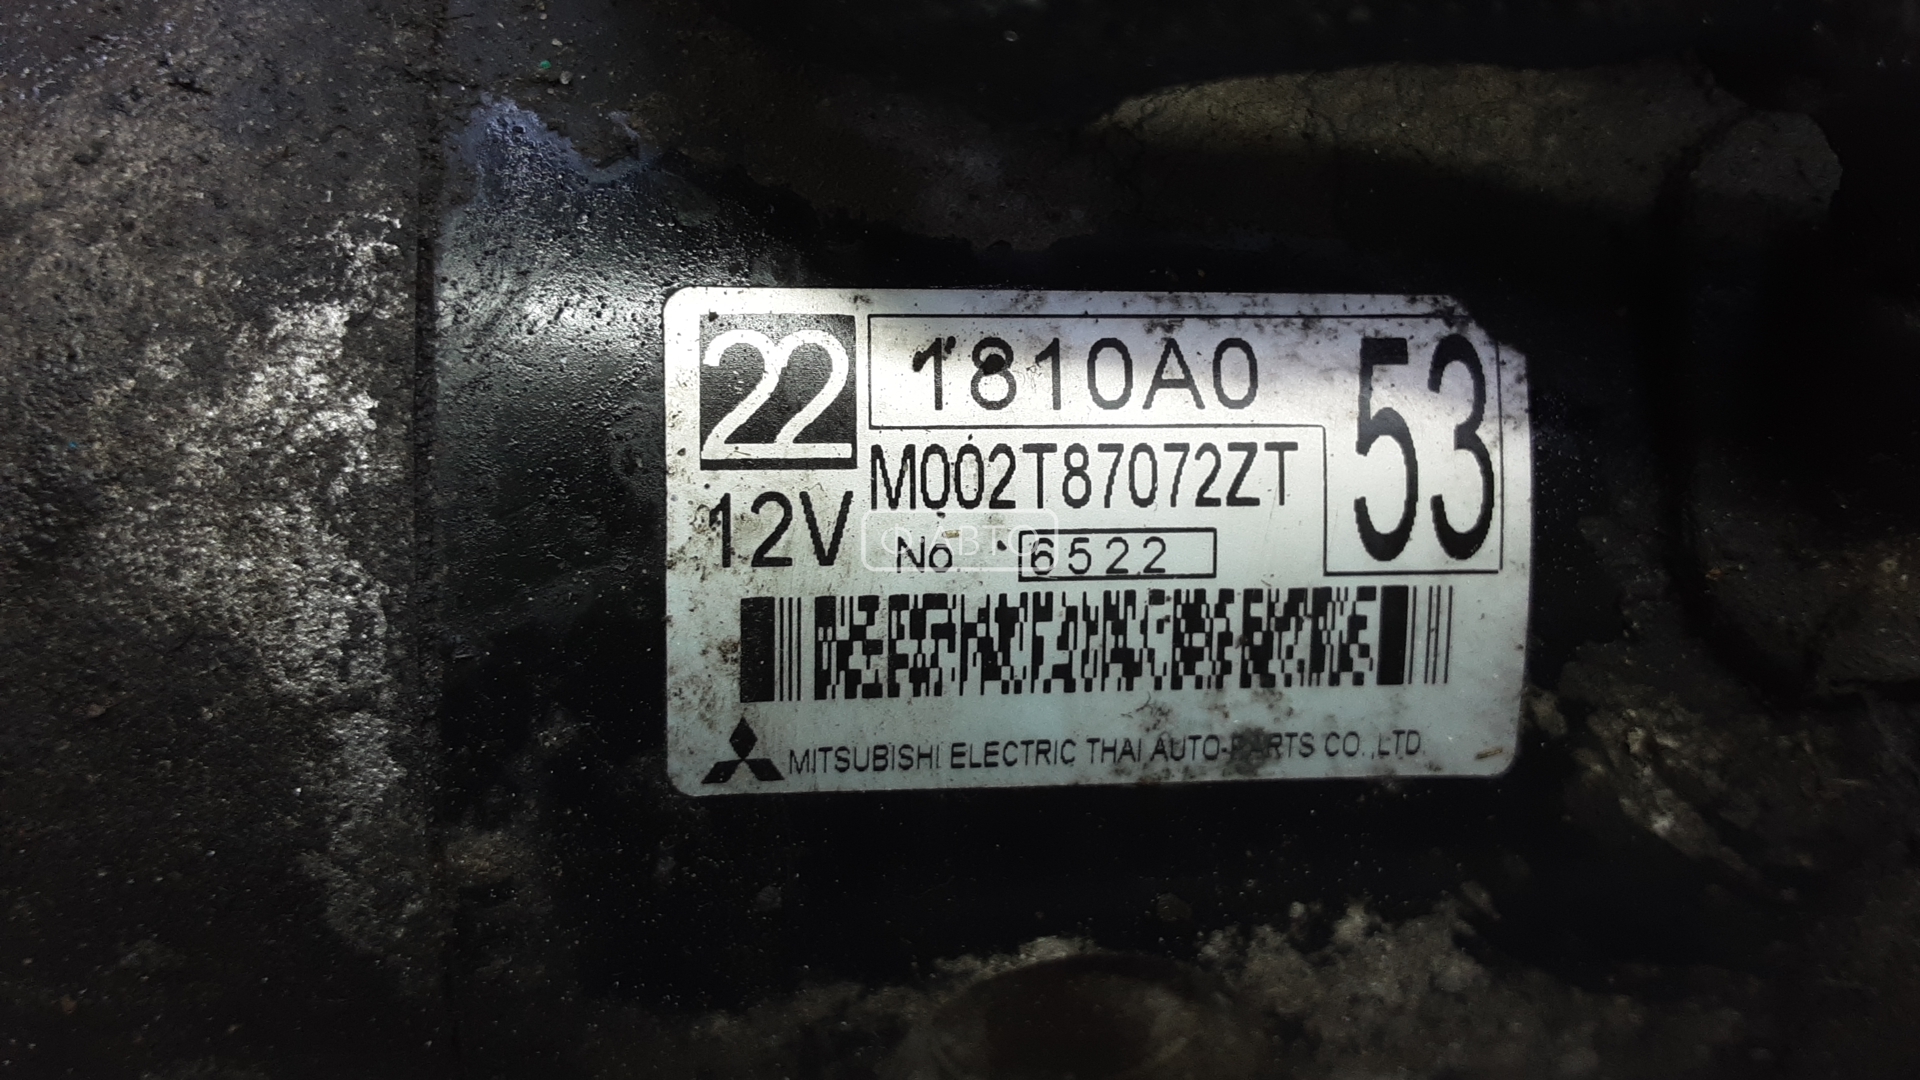 22 1810A0 53
M002T87072ZT
12V No. 6522
MITSUBISHI ELECTRIC THAI AUTO-PARTS CO.,LTD.